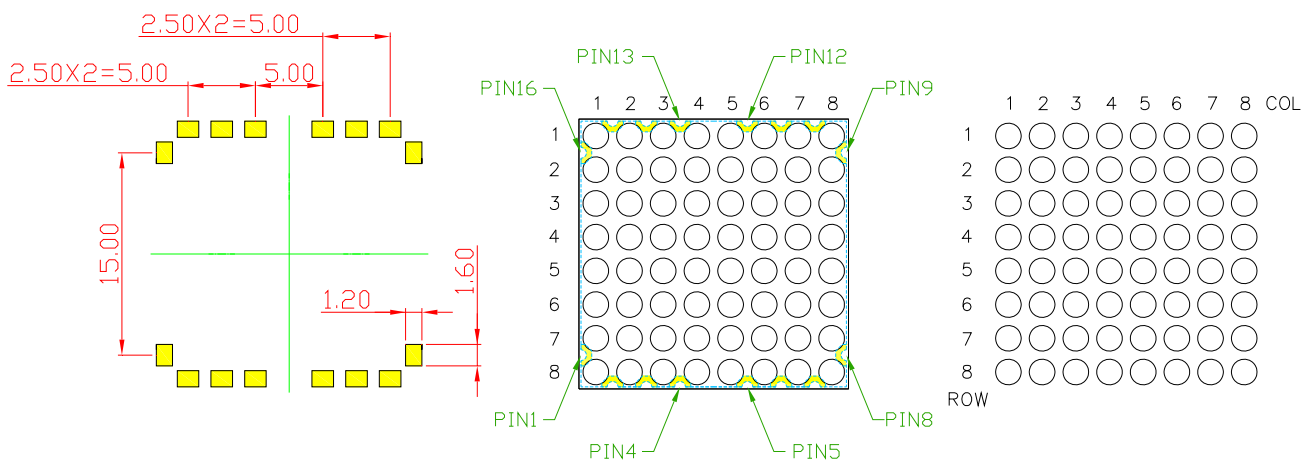 2.50X2=5.00
2.50X2=5.00 5.00
15.00
1.20
1.60
PIN13 PIN12
PIN16 PIN9
1 2 3 4 5 6 7 8
1
2
3
4
5
6
7
8
PIN1 PIN8
PIN4 PIN5
1 2 3 4 5 6 7 8 COL
1
2
3
4
5
6
7
8
ROW